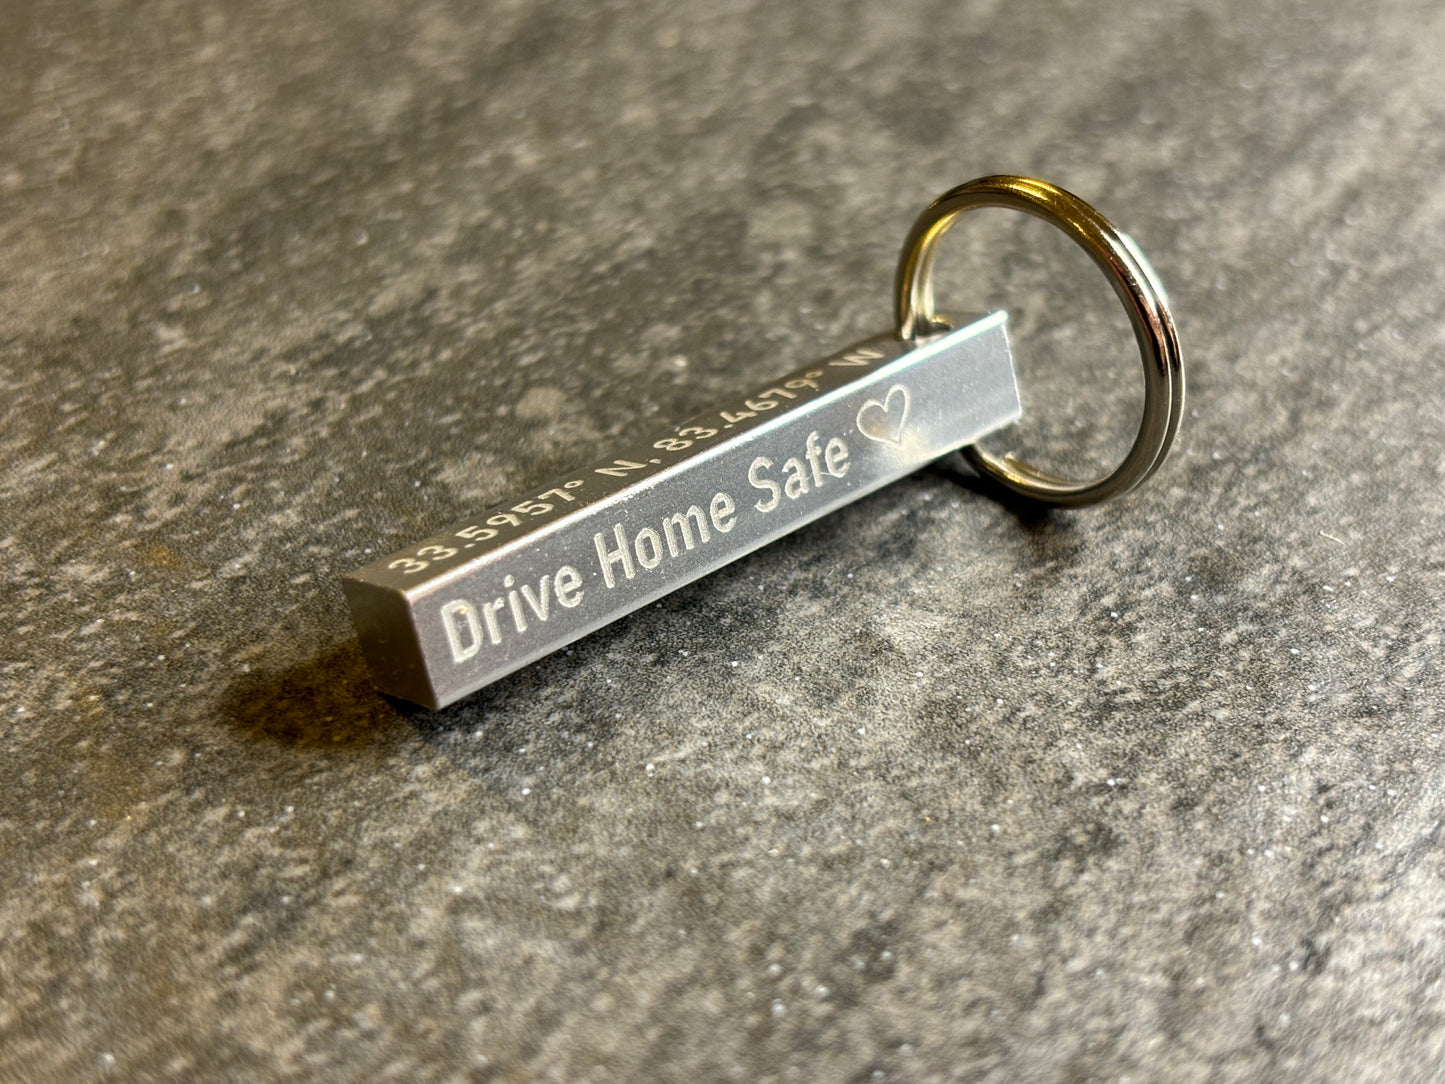 33.5957° N, 83.4679° W
Drive Home Safe ♡